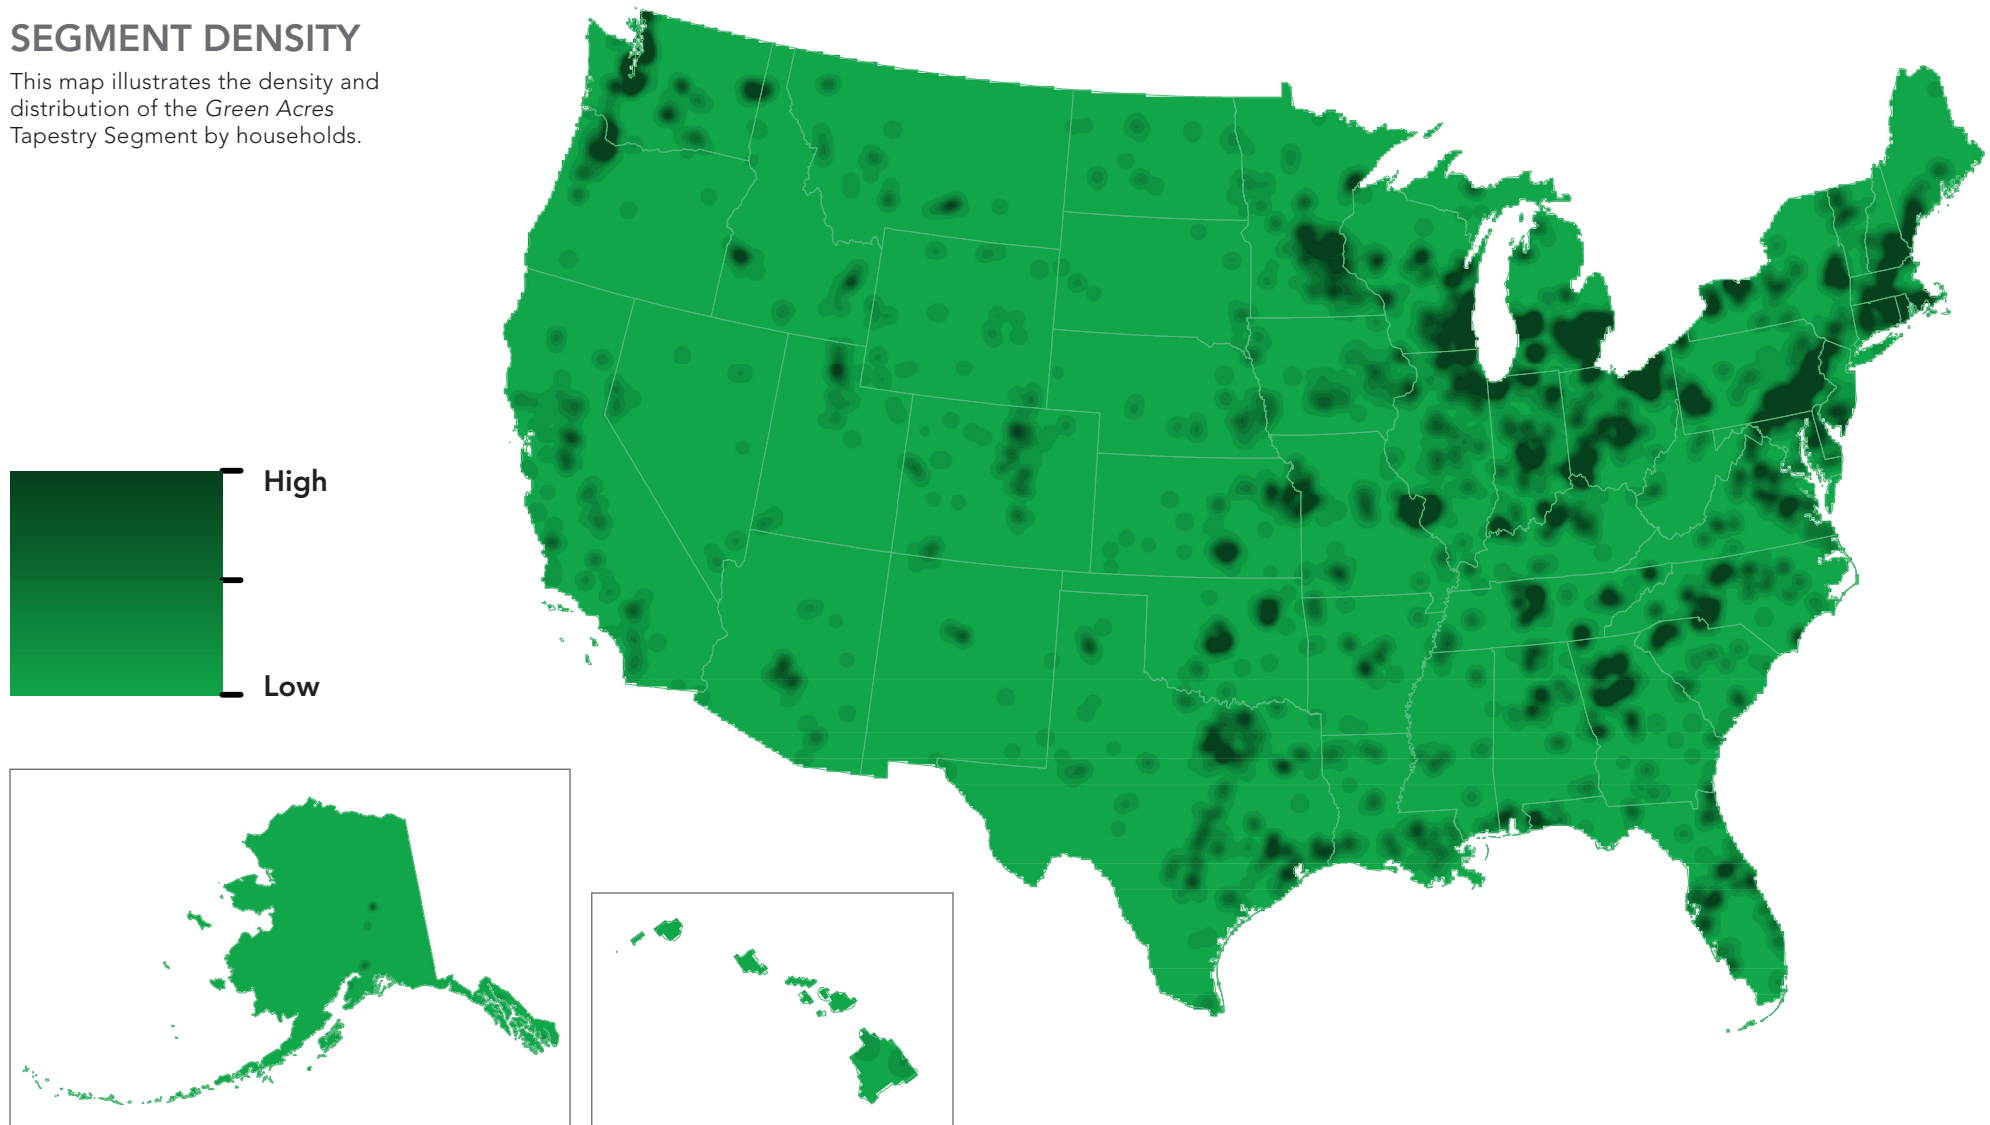 SEGMENT DENSITY
This map illustrates the density and
distribution of the Green Acres
Tapestry Segment by households.
High
Low